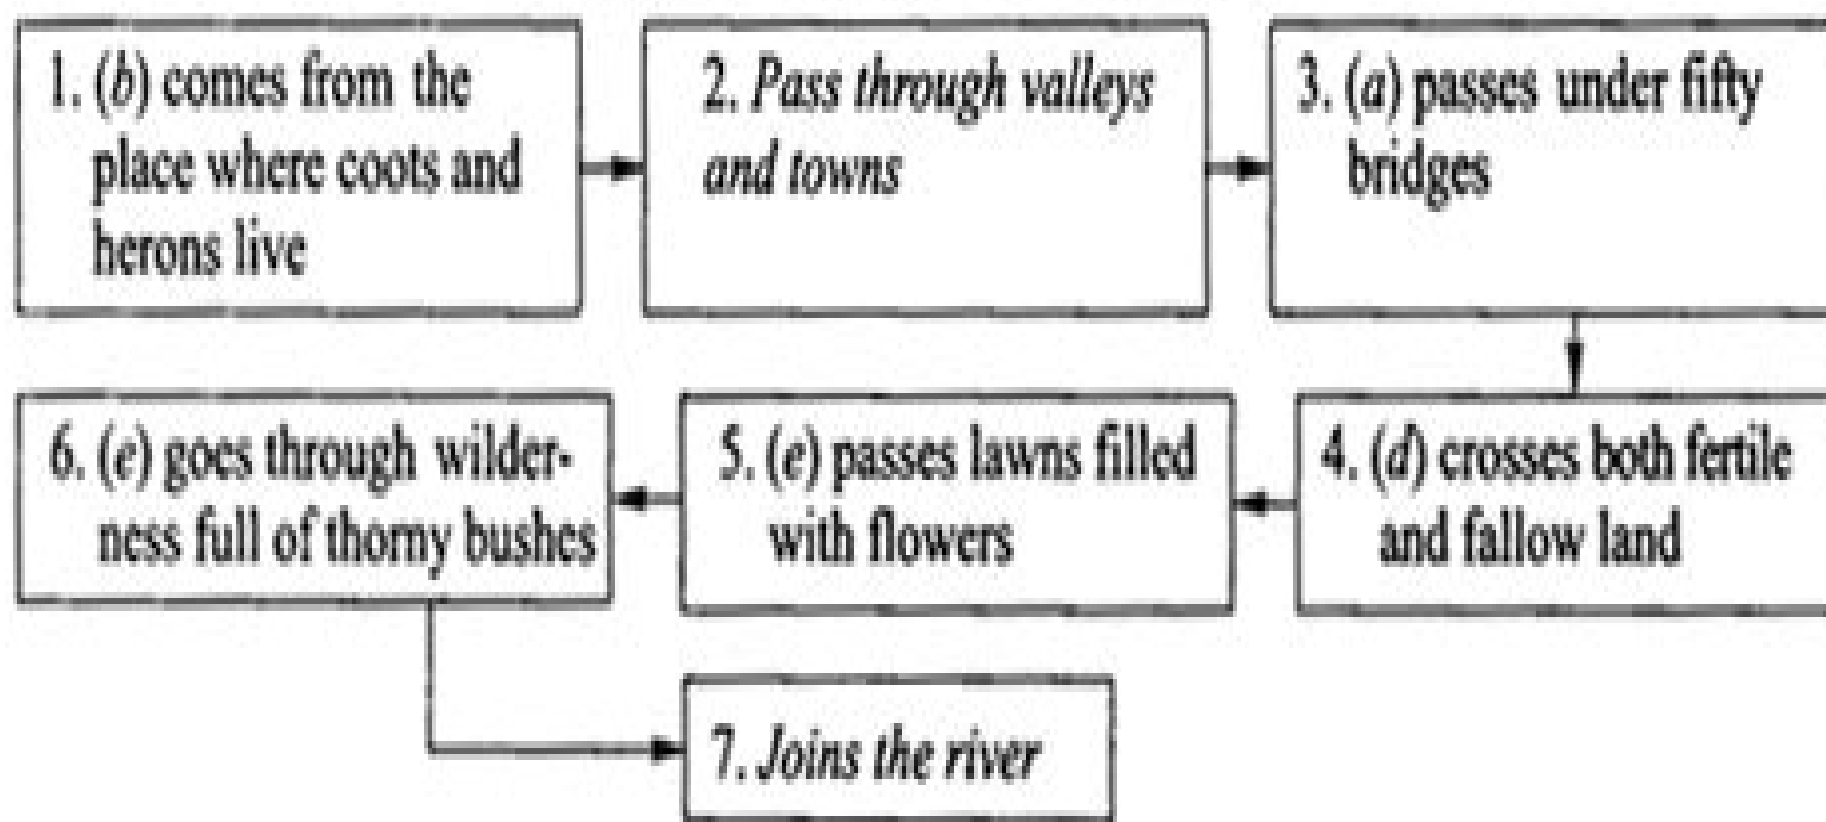 1. (b) comes from the
place where coots and
herons live
2. Pass through valleys
and towns
3. (a) passes under fifty
bridges
4. (d) crosses both fertile
and fallow land
5. (e) passes lawns filled
with flowers
6. (e) goes through wilder-
ness full of thorny bushes
7. Joins the river